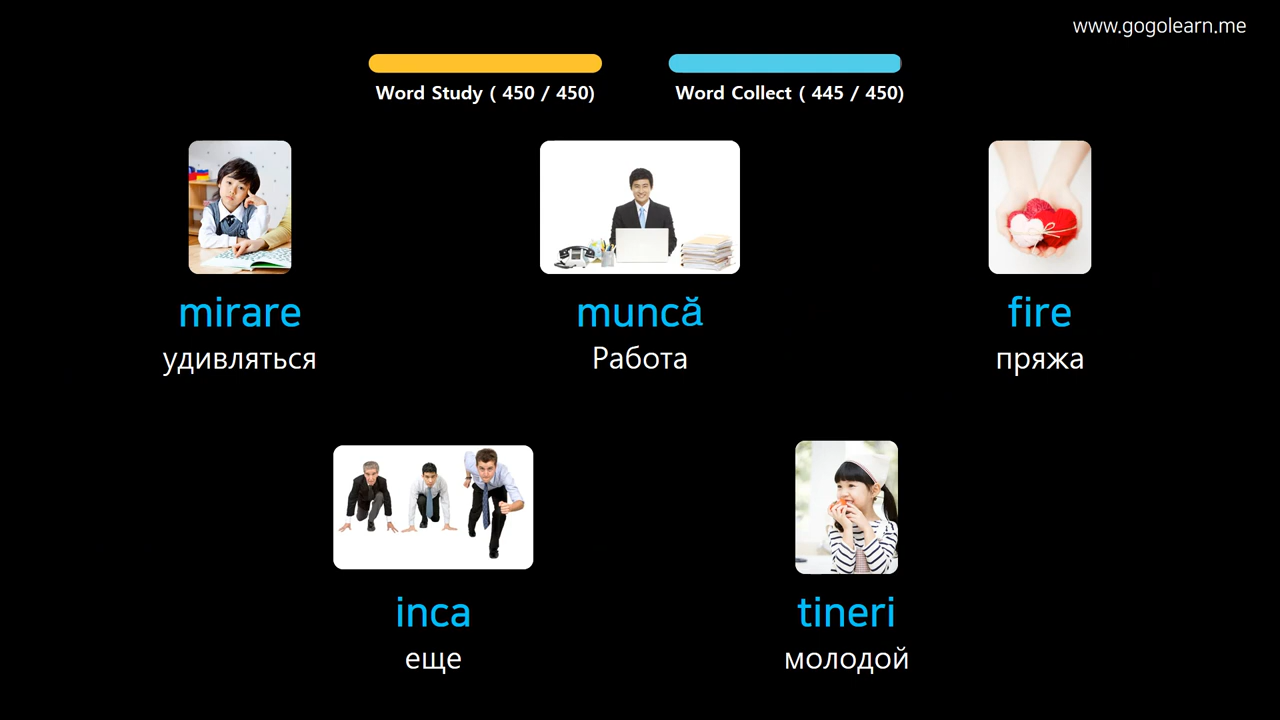 www.gogolearn.me
Word Study ( 450 / 450)
Word Collect ( 445 / 450)
mirare
удивляться
muncă
Работа
fire
пряжа
inca
еще
tineri
молодой